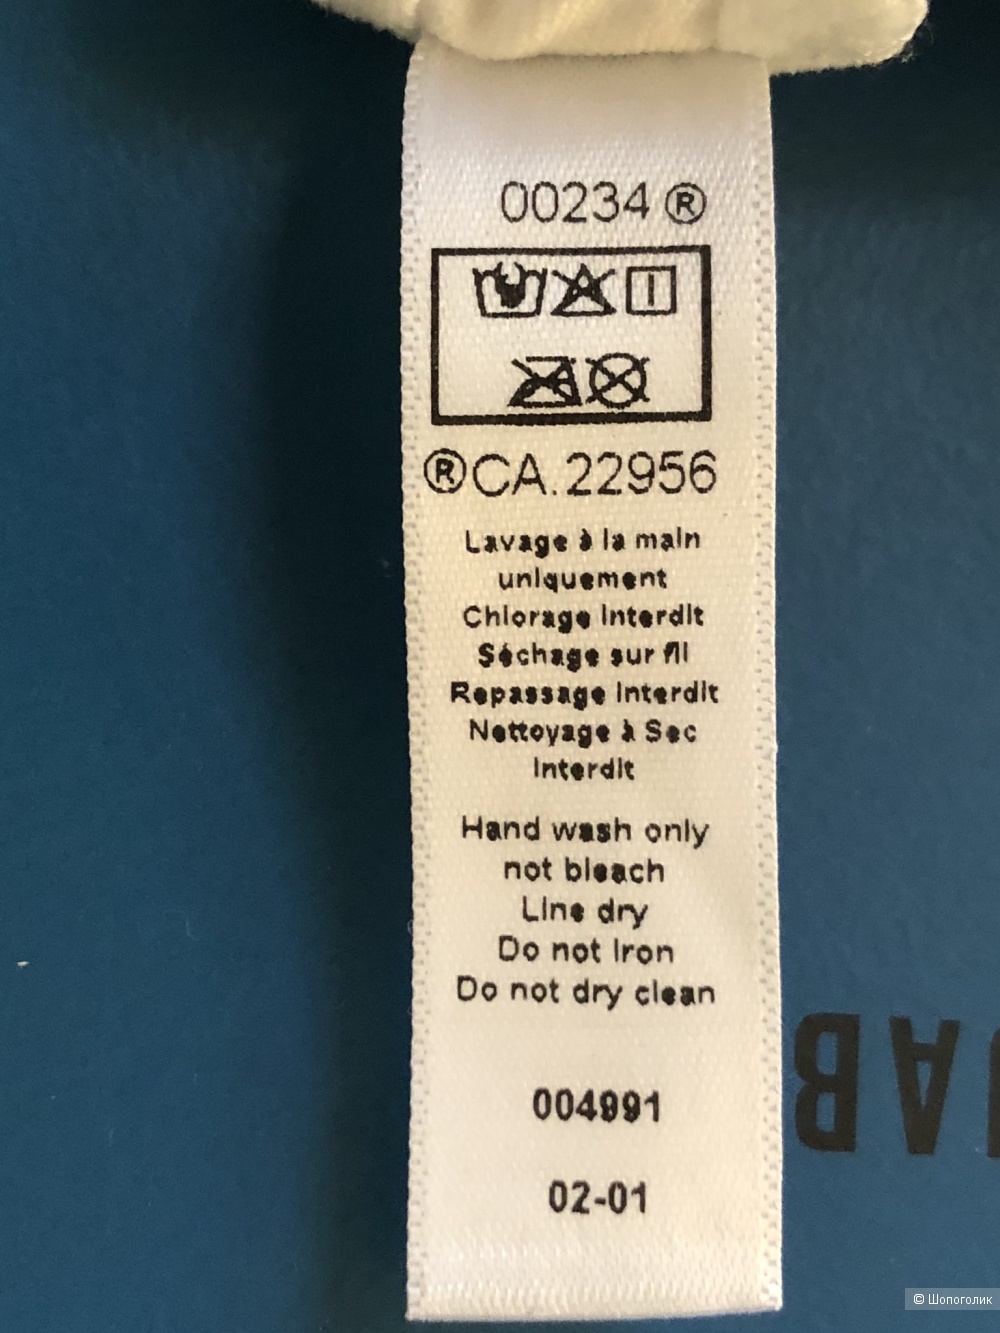 00234 ®
®CA.22956
Lavage à la main
uniquement
Chlorage Interdit
Séchage sur fil
Repassage Interdit
Nettoyage à Sec
Interdit
Hand wash only
not bleach
Line dry
Do not Iron
Do not dry clean
004991
02-01
© Шопоголик